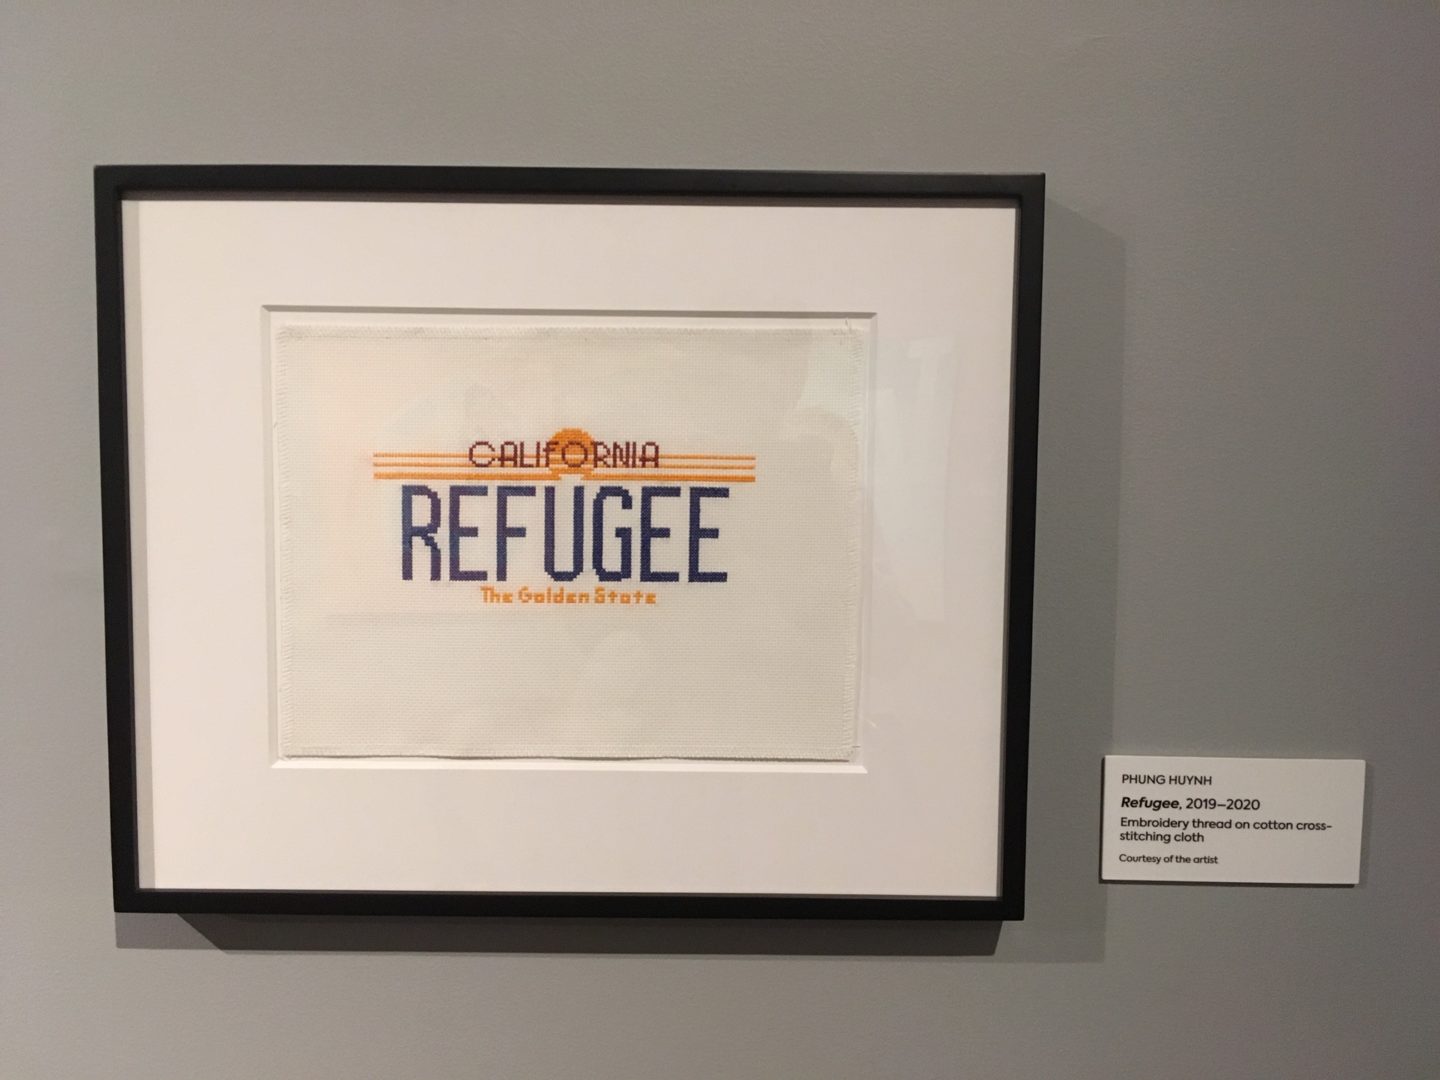 CALIFORNIA
REFUGEE
The Golden State
PHUNG HUYNH
Refugee, 2019–2020
Embroidery thread on cotton cross-
stitching cloth
Courtesy of the artist